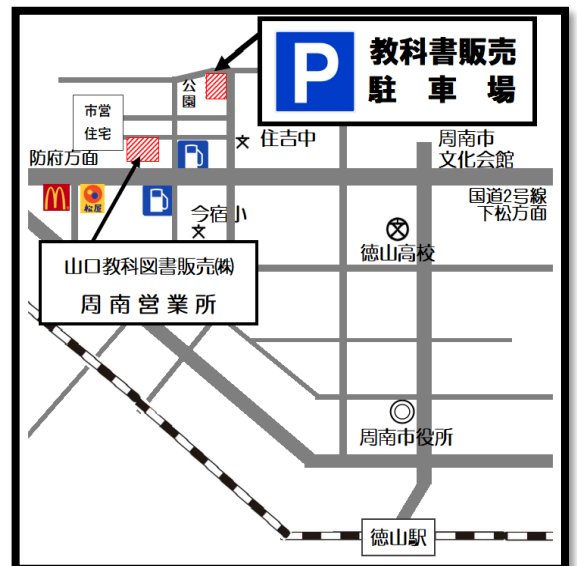 P
教科書販売
駐車場
公
園
市営
住宅
住吉中
周南市
文化会館
防府方面
国道2号線
下松方面
松屋
今宿小
徳山高校
山口教科図書販売㈱
周南営業所
周南市役所
徳山駅